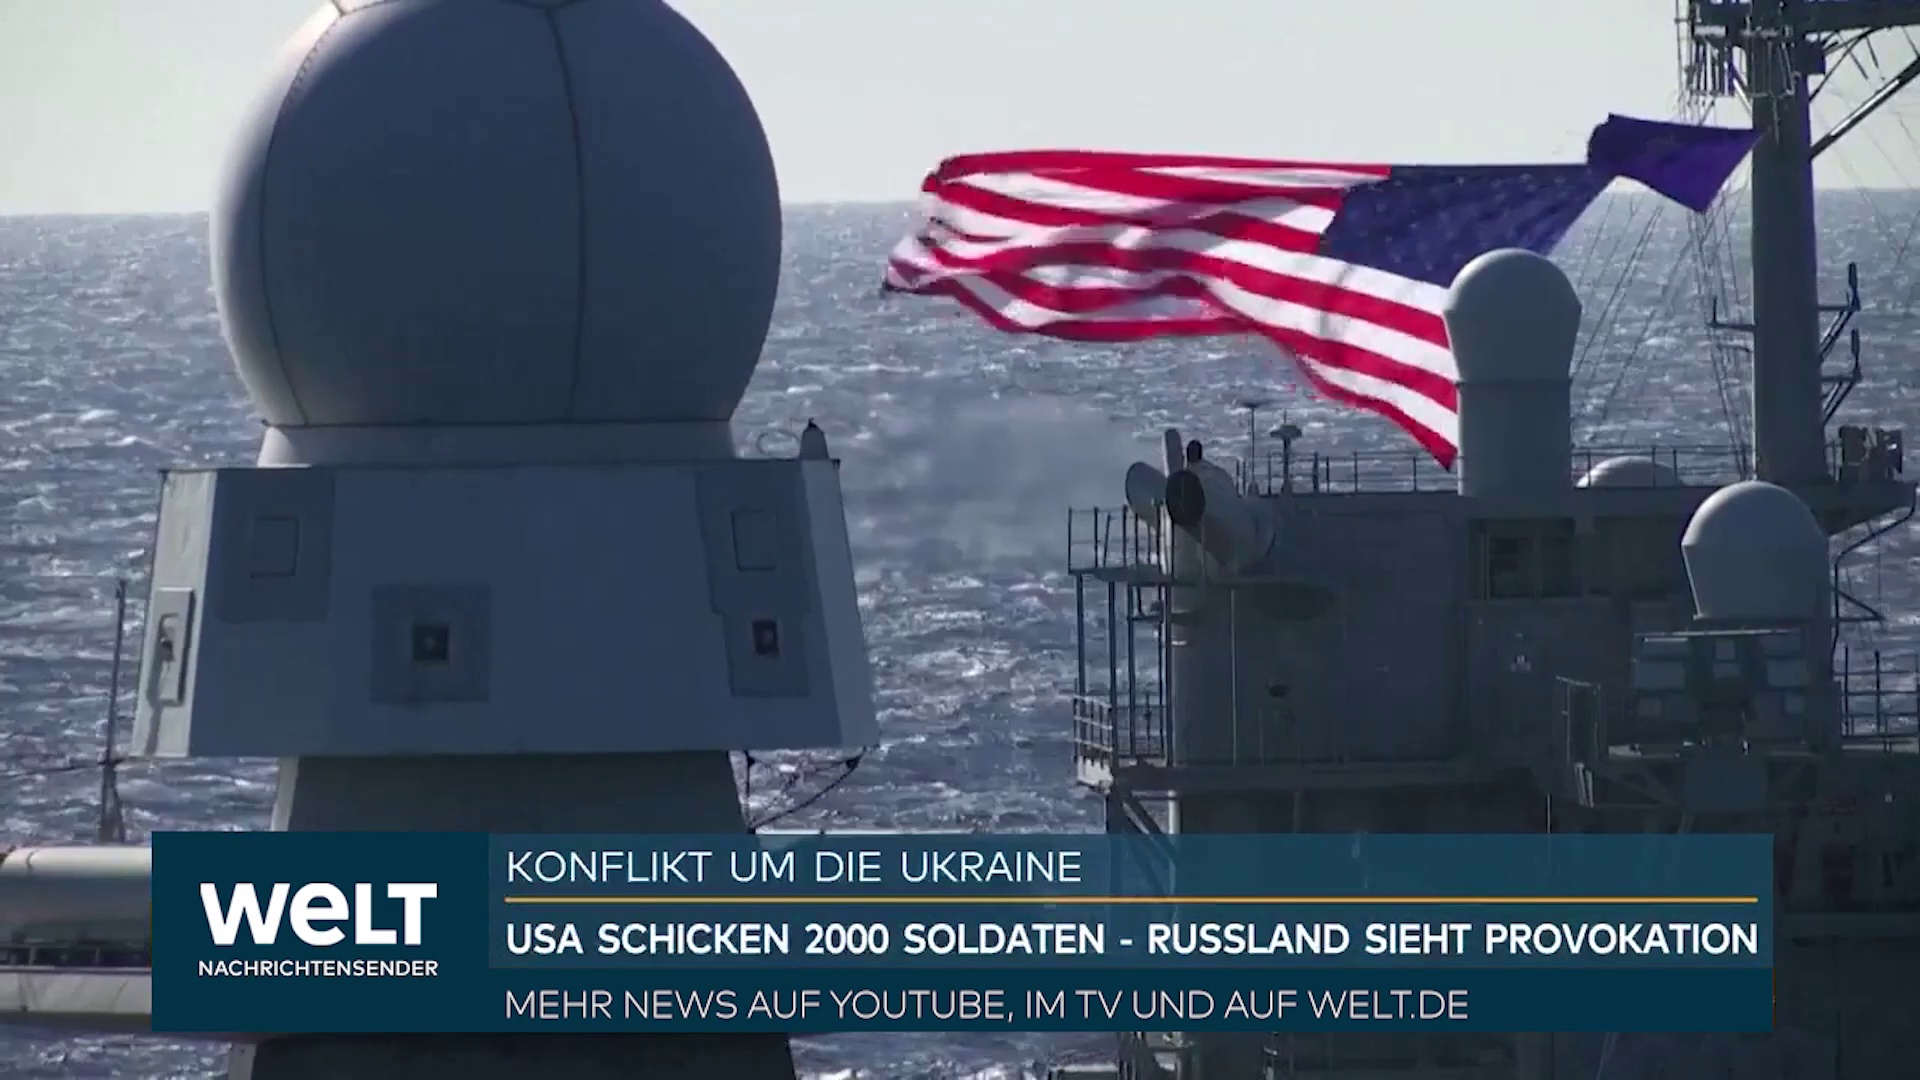 KONFLIKT UM DIE UKRAINE
WELT
NACHRICHTENSENDER
USA SCHICKEN 2000 SOLDATEN - RUSSLAND SIEHT PROVOKATION
MEHR NEWS AUF YOUTUBE, IM TV UND AUF WELT.DE